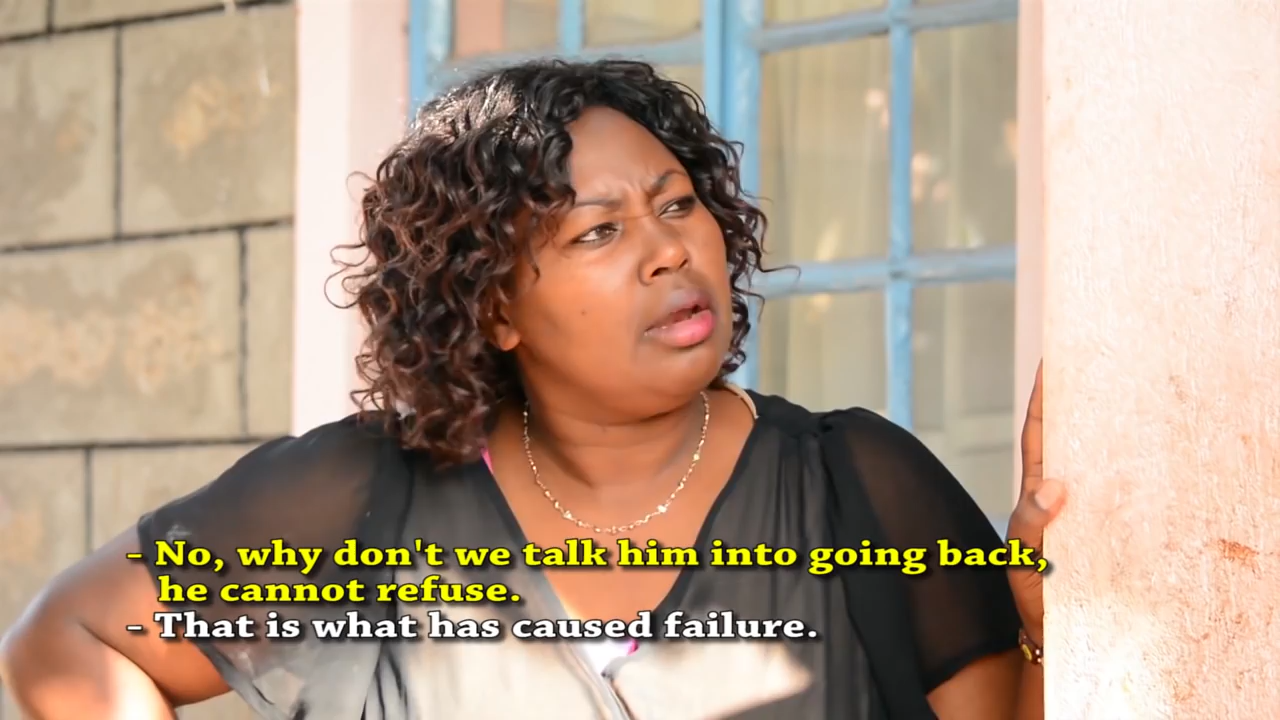 - No, why don't we talk him into going back,
he cannot refuse.
- That is what has caused failure.